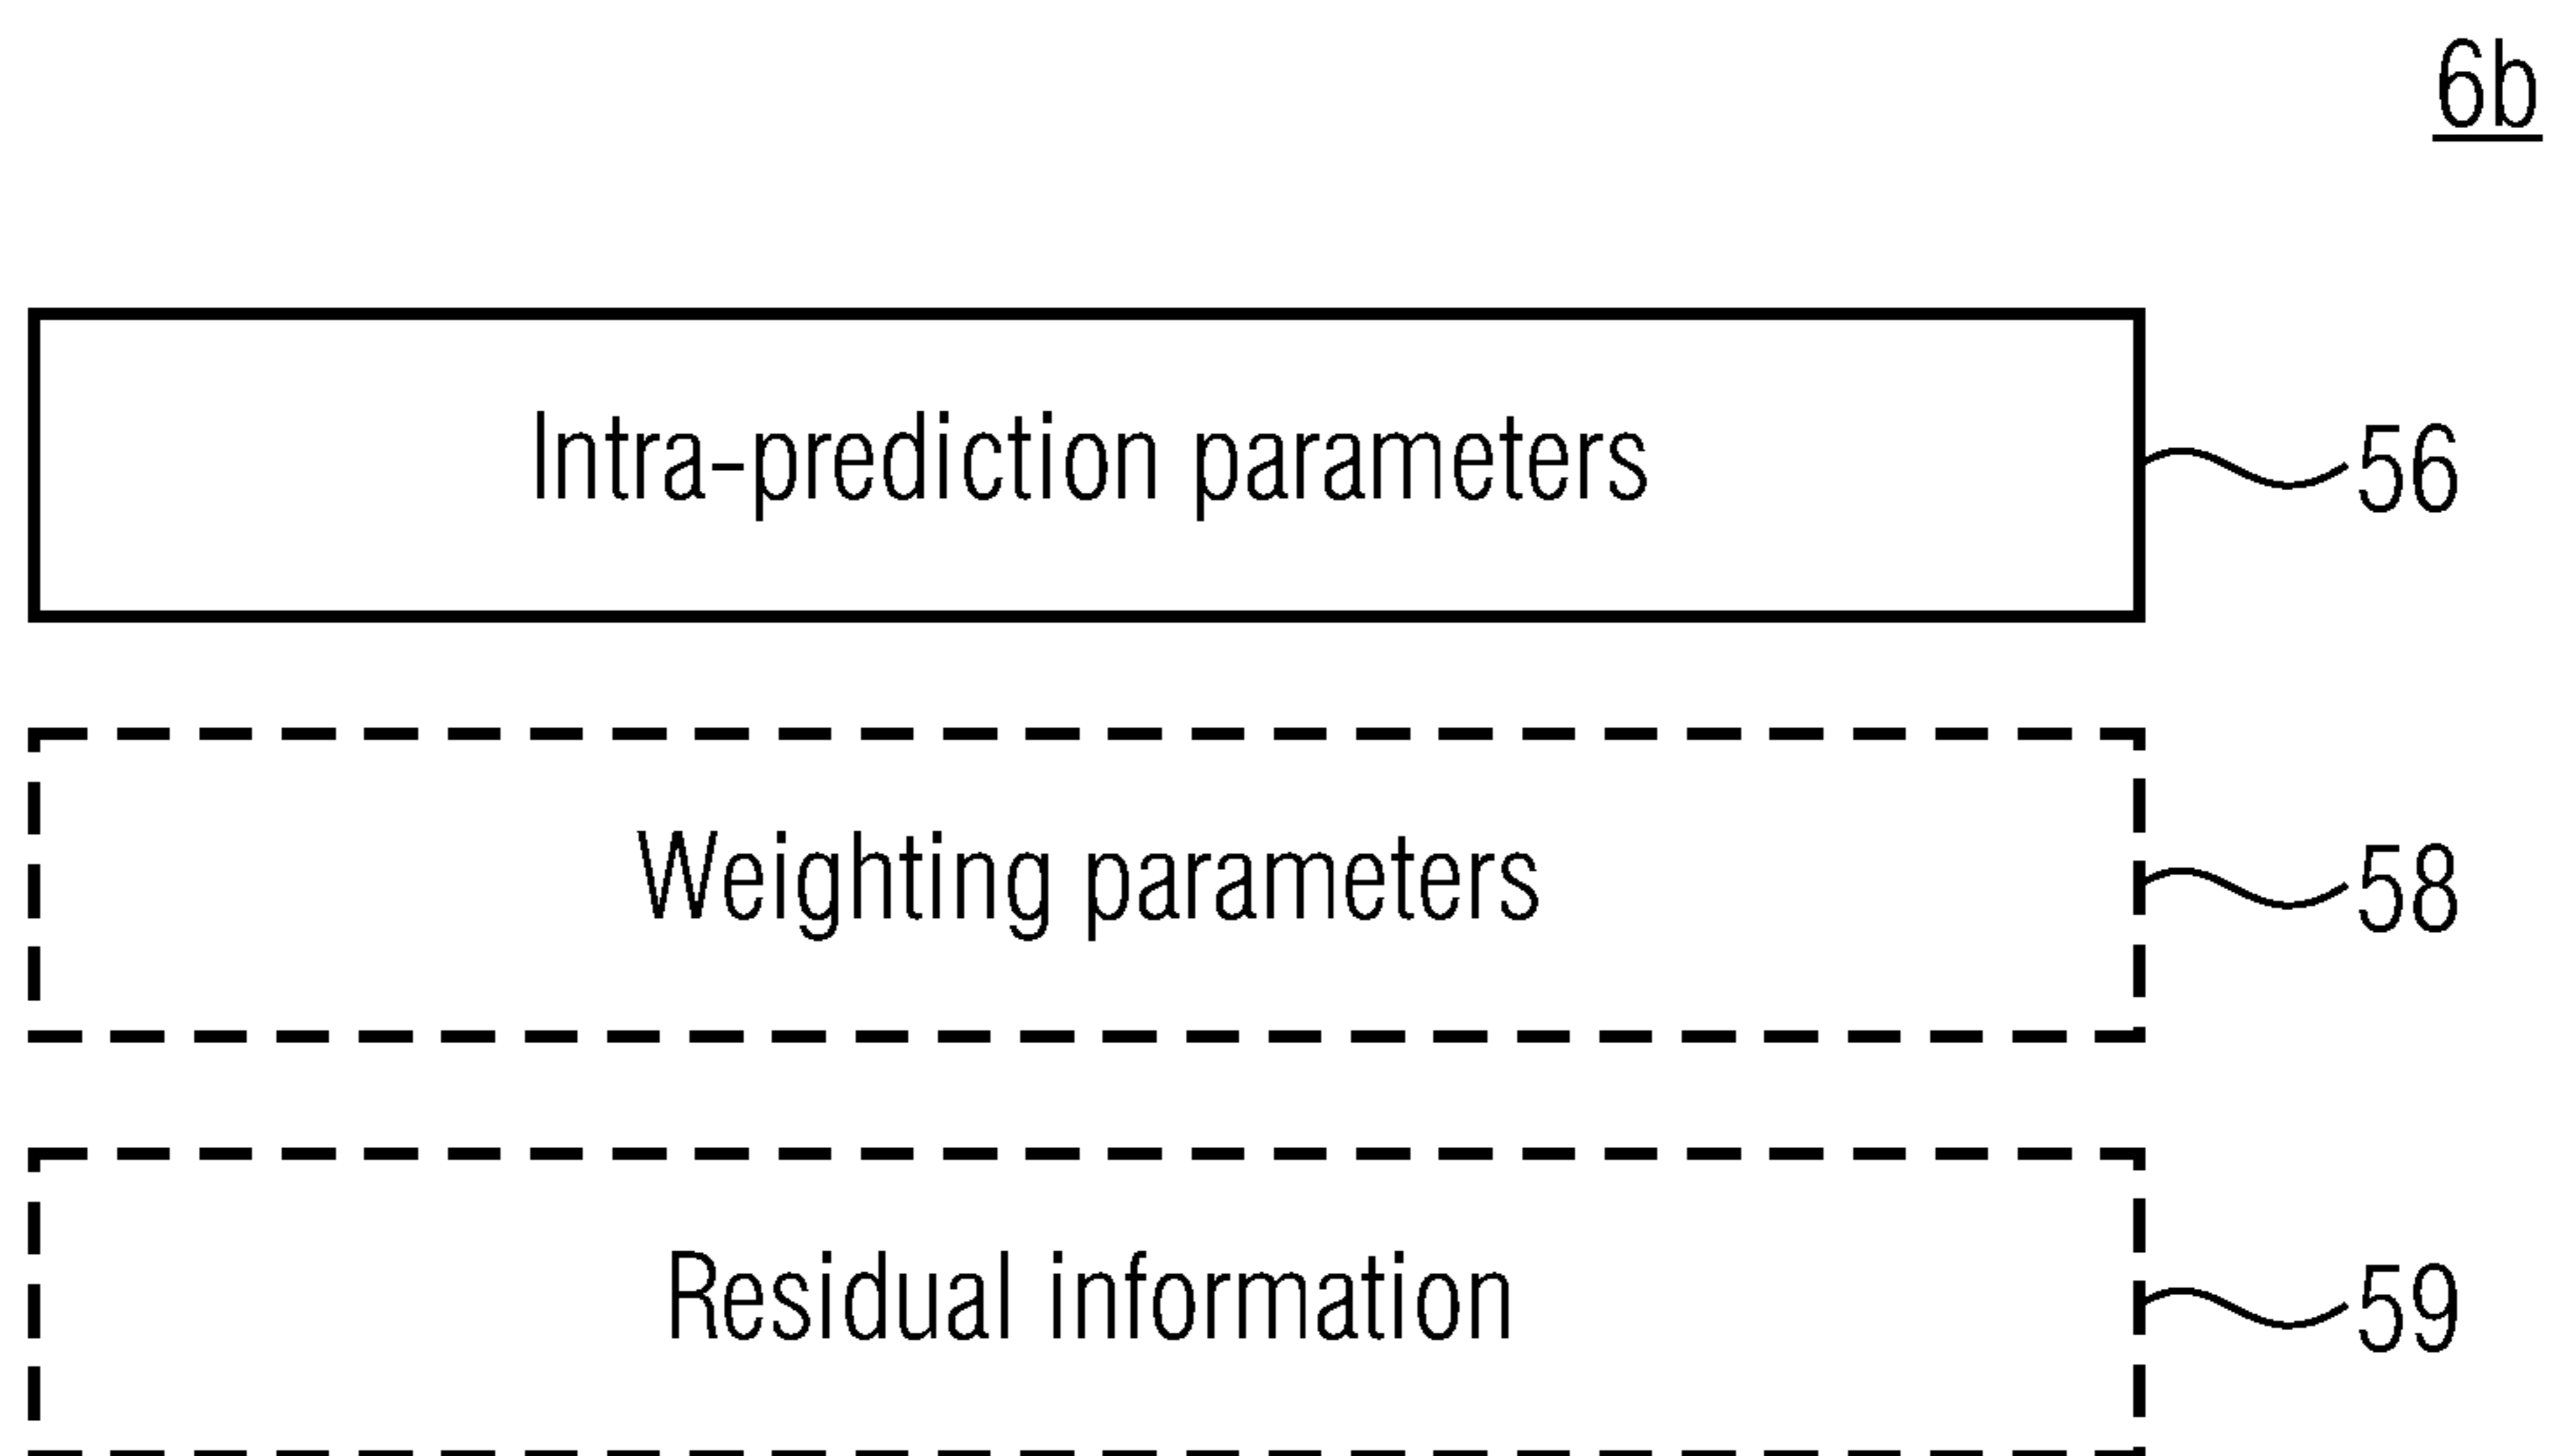 6b
Intra-prediction parameters 56
Weighting parameters 58
Residual information 59